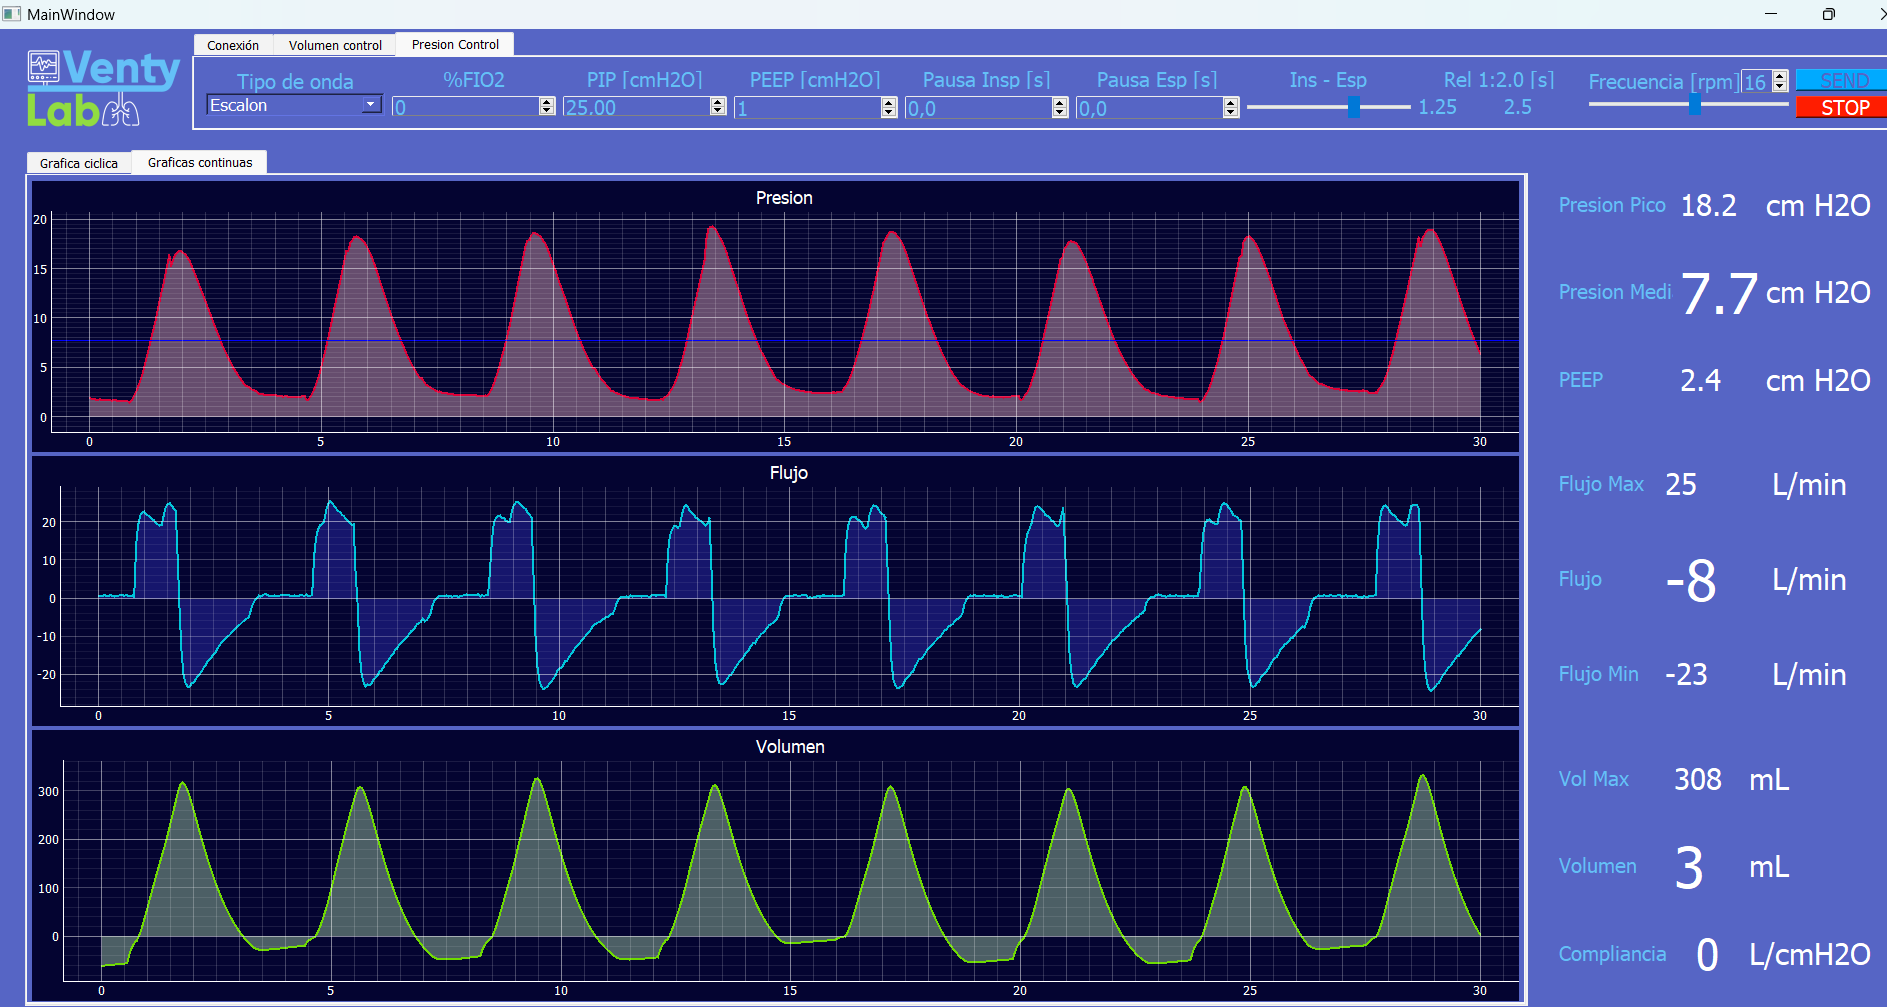 MainWindow
Venty
Lab
Conexión Volumen control Presion Control
Tipo de onda %FIO2 PIP [cmH2O] PEEP [cmH2O] Pausa Insp [s] Pausa Esp [s] Ins - Esp Rel 1:2.0 [s] Frecuencia [rpm] 16 SEND
Escalon 0 25,00 1 0,0 0,0 1.25 2.5 STOP
Grafica ciclica Graficas continuas
Presion
20
15
10
5
0
0 5 10 15 20 25 30
Flujo
20
10
0
-10
-20
0 5 10 15 20 25 30
Volumen
300
200
100
0
0 5 10 15 20 25 30
Presion Pico 18.2 cm H2O
Presion Medi 7.7 cm H2O
PEEP 2.4 cm H2O
Flujo Max 25 L/min
Flujo -8 L/min
Flujo Min -23 L/min
Vol Max 308 mL
Volumen 3 mL
Compliancia 0 L/cmH2O